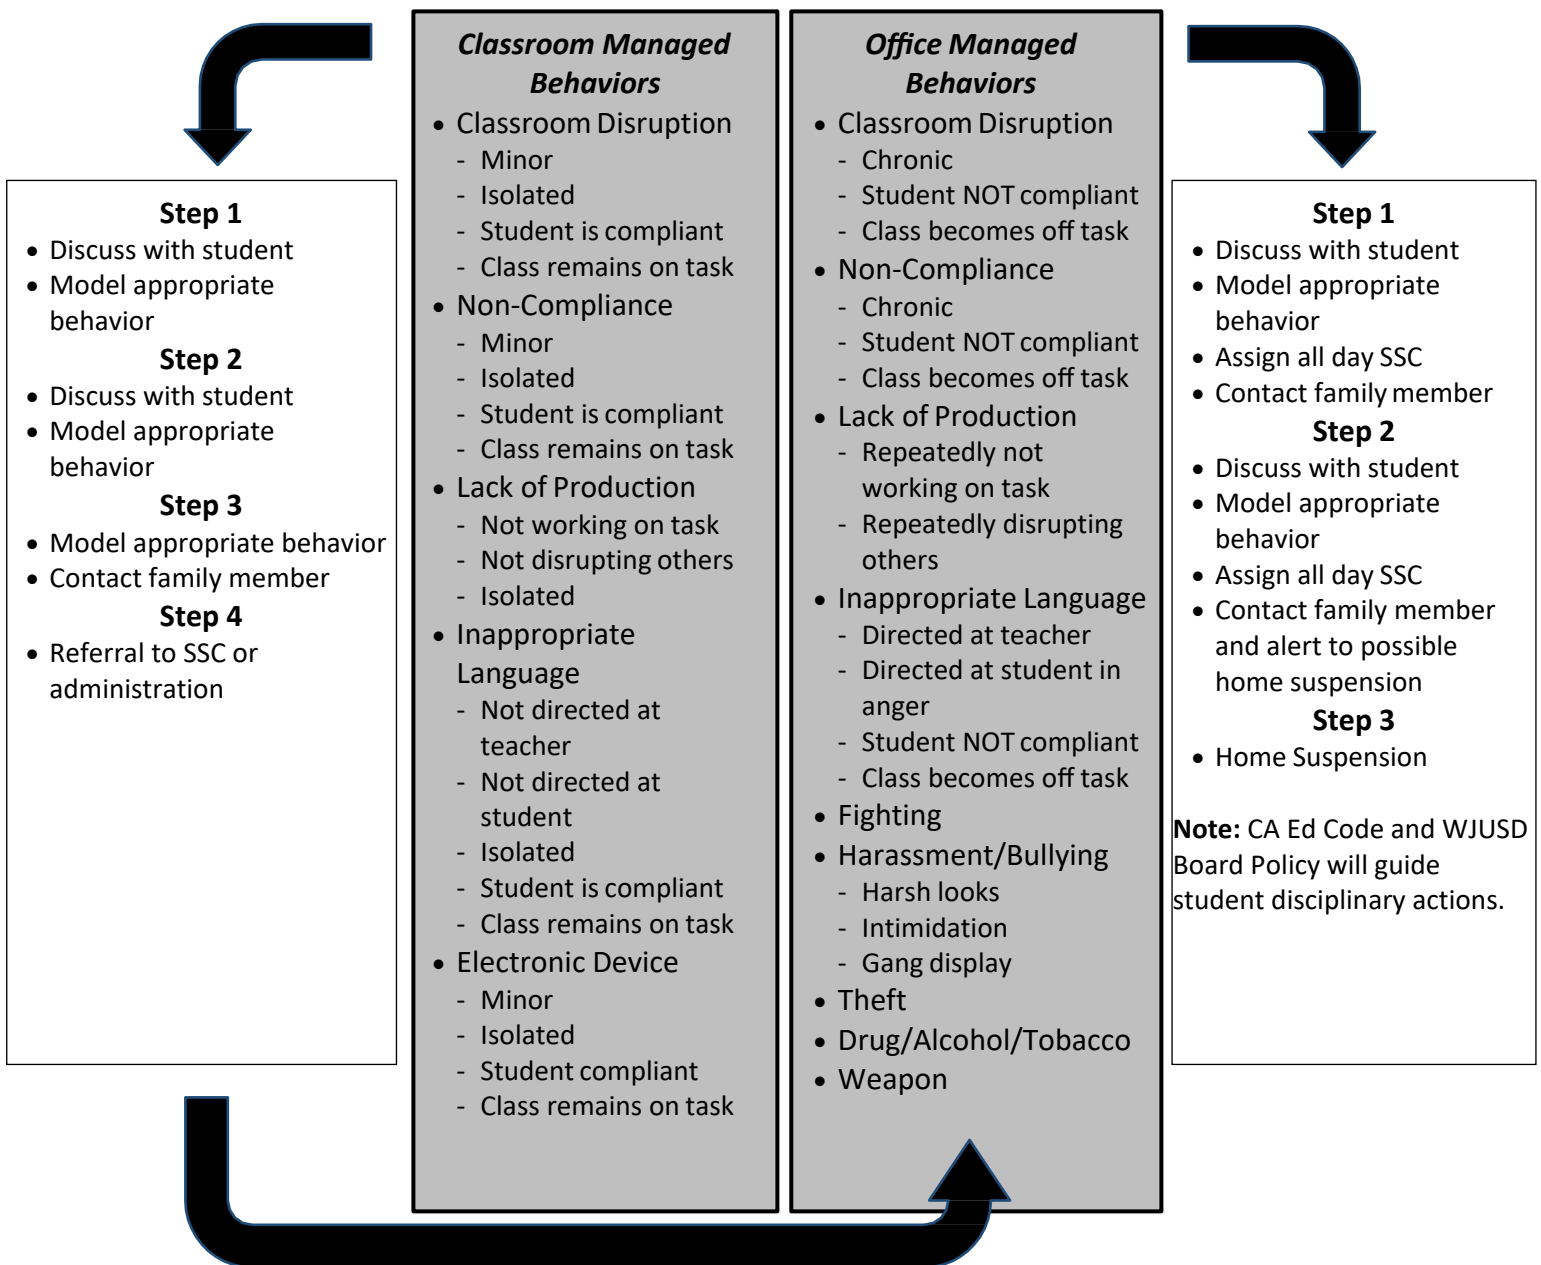 Classroom Managed
Behaviors
• Classroom Disruption
- Minor
- Isolated
- Student is compliant
- Class remains on task
• Non-Compliance
- Minor
- Isolated
- Student is compliant
- Class remains on task
• Lack of Production
- Not working on task
- Not disrupting others
- Isolated
• Inappropriate
Language
- Not directed at
teacher
- Not directed at
student
- Isolated
- Student is compliant
- Class remains on task
• Electronic Device
- Minor
- Isolated
- Student compliant
- Class remains on task
Step 1
• Discuss with student
• Model appropriate
behavior
Step 2
• Discuss with student
• Model appropriate
behavior
Step 3
• Model appropriate behavior
• Contact family member
Step 4
• Referral to SSC or
administration
Office Managed
Behaviors
• Classroom Disruption
- Chronic
- Student NOT compliant
- Class becomes off task
• Non-Compliance
- Chronic
- Student NOT compliant
- Class becomes off task
• Lack of Production
- Repeatedly not
working on task
- Repeatedly disrupting
others
• Inappropriate Language
- Directed at teacher
- Directed at student in
anger
- Student NOT compliant
- Class becomes off task
• Fighting
• Harassment/Bullying
- Harsh looks
- Intimidation
- Gang display
• Theft
• Drug/Alcohol/Tobacco
• Weapon
Step 1
• Discuss with student
• Model appropriate
behavior
• Assign all day SSC
• Contact family member
Step 2
• Discuss with student
• Model appropriate
behavior
• Assign all day SSC
• Contact family member
and alert to possible
home suspension
Step 3
• Home Suspension
Note: CA Ed Code and WJUSD
Board Policy will guide
student disciplinary actions.